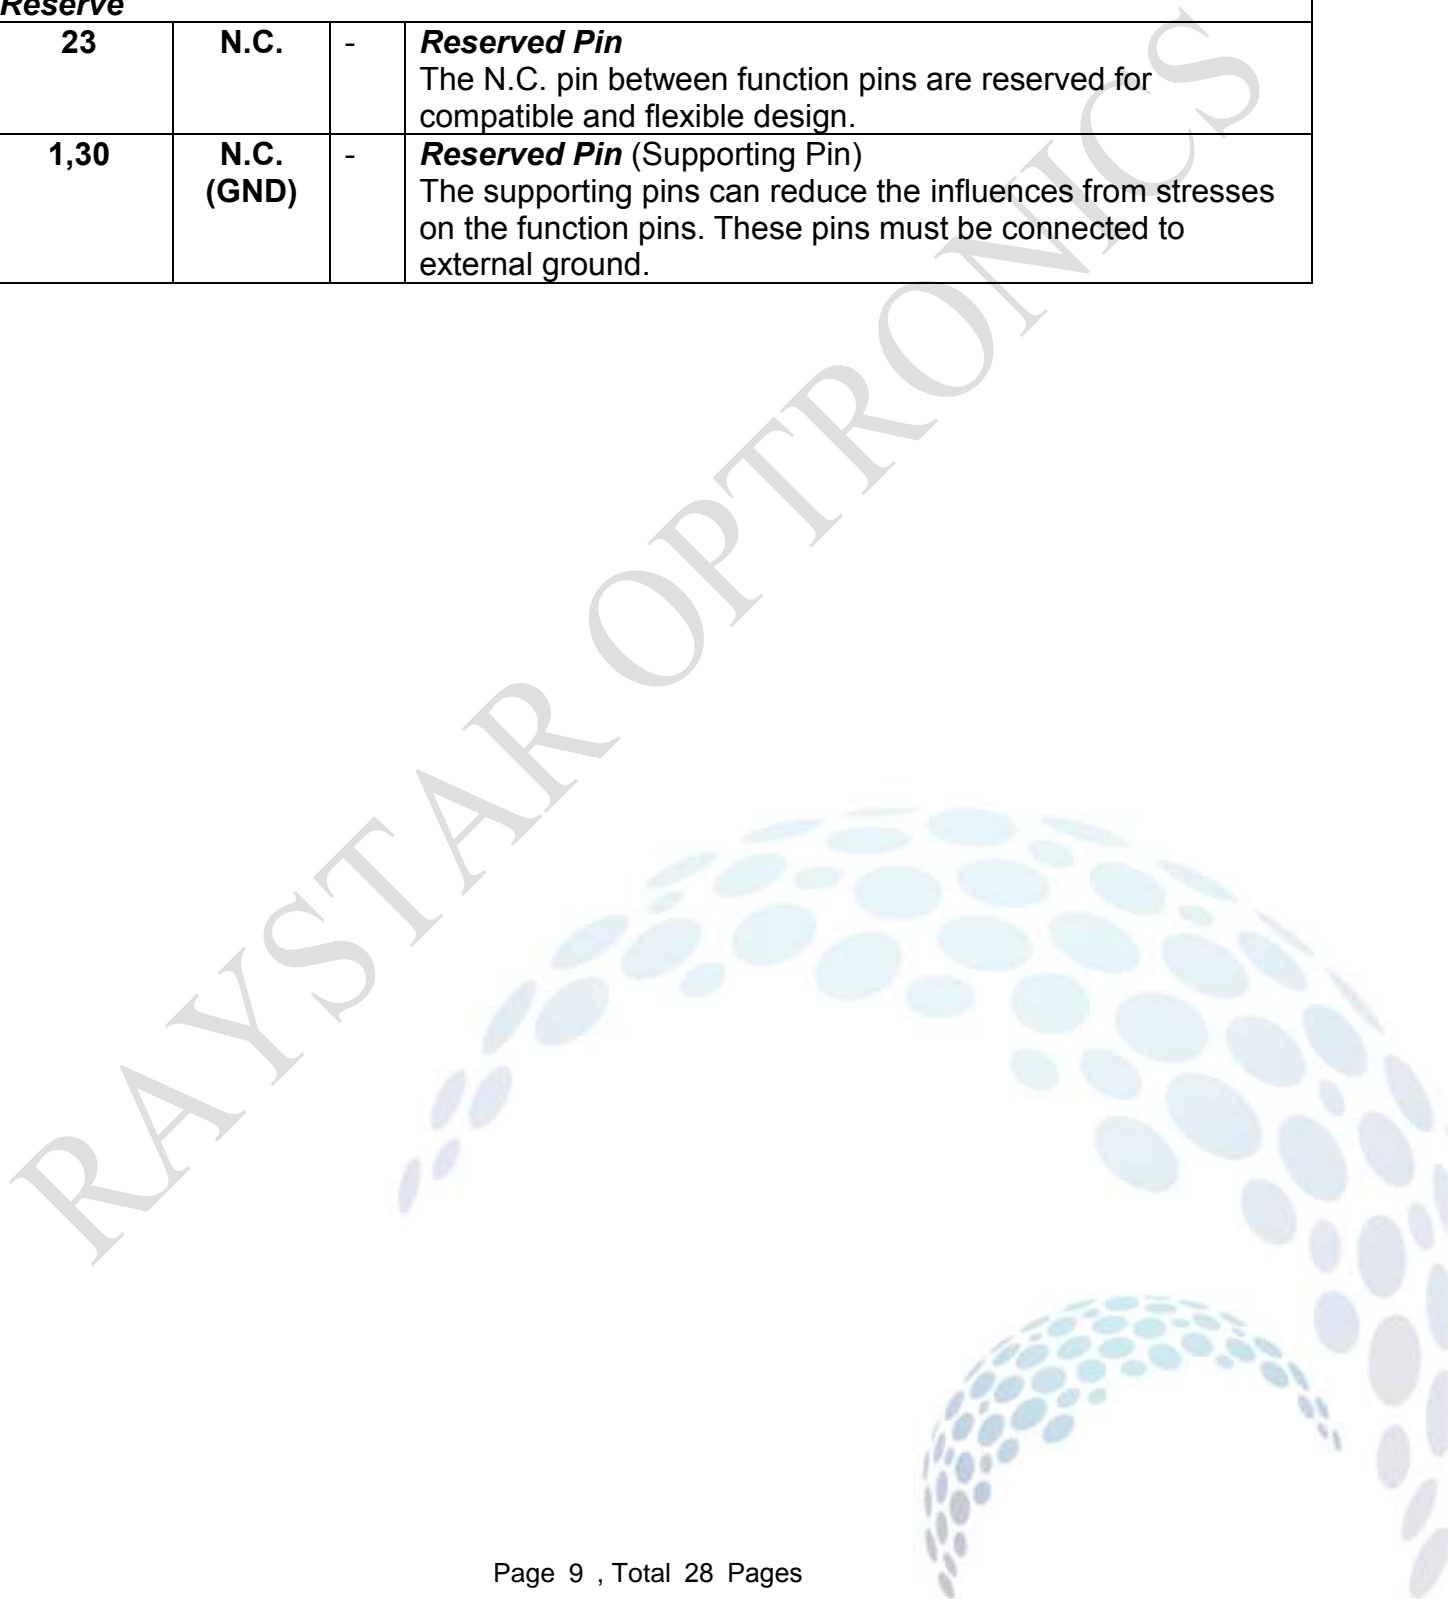 Reserve
23 N.C. - Reserved Pin
The N.C. pin between function pins are reserved for
compatible and flexible design.
1,30 N.C. - Reserved Pin (Supporting Pin)
(GND) The supporting pins can reduce the influences from stresses
on the function pins. These pins must be connected to
external ground.
RAYSTAR OPTRONICS
Page 9 , Total 28 Pages